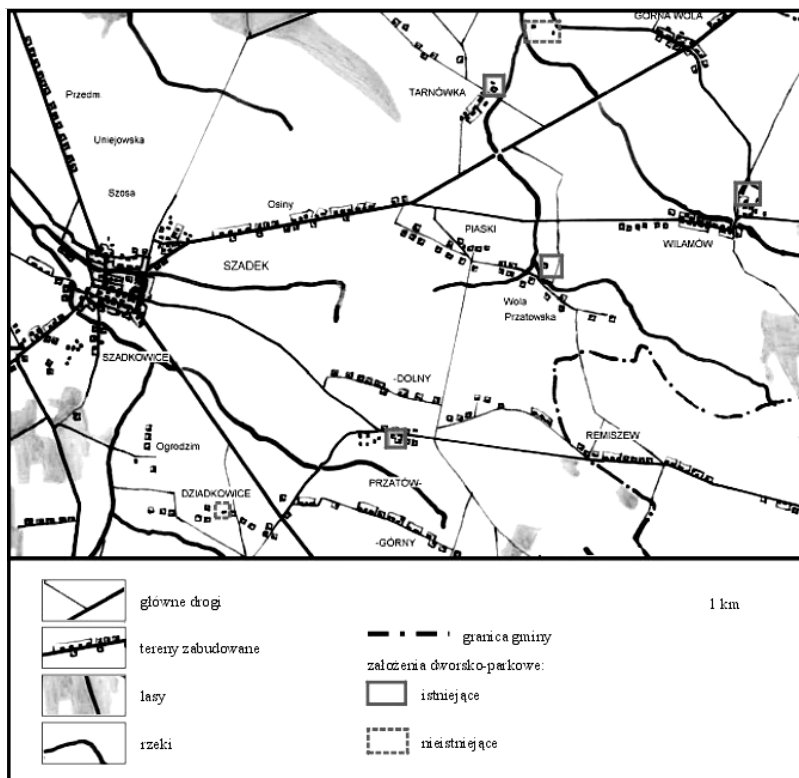 GÓRNA WOLA
TARNÓWKA
Przedm.
Uniejowska
Szosa
Osiny
PIASKI
WILAMÓW
SZADEK
Wola
Przatowska
SZADKOWICE
-DOLNY
Ogrodzim
REMISZEW
DZIADKOWICE
PRZATÓW-
-GÓRNY
główne drogi
1 km
granica gminy
tereny zabudowane
założenia dworsko-parkowe:
lasy
istniejące
rzeki
nieistniejące